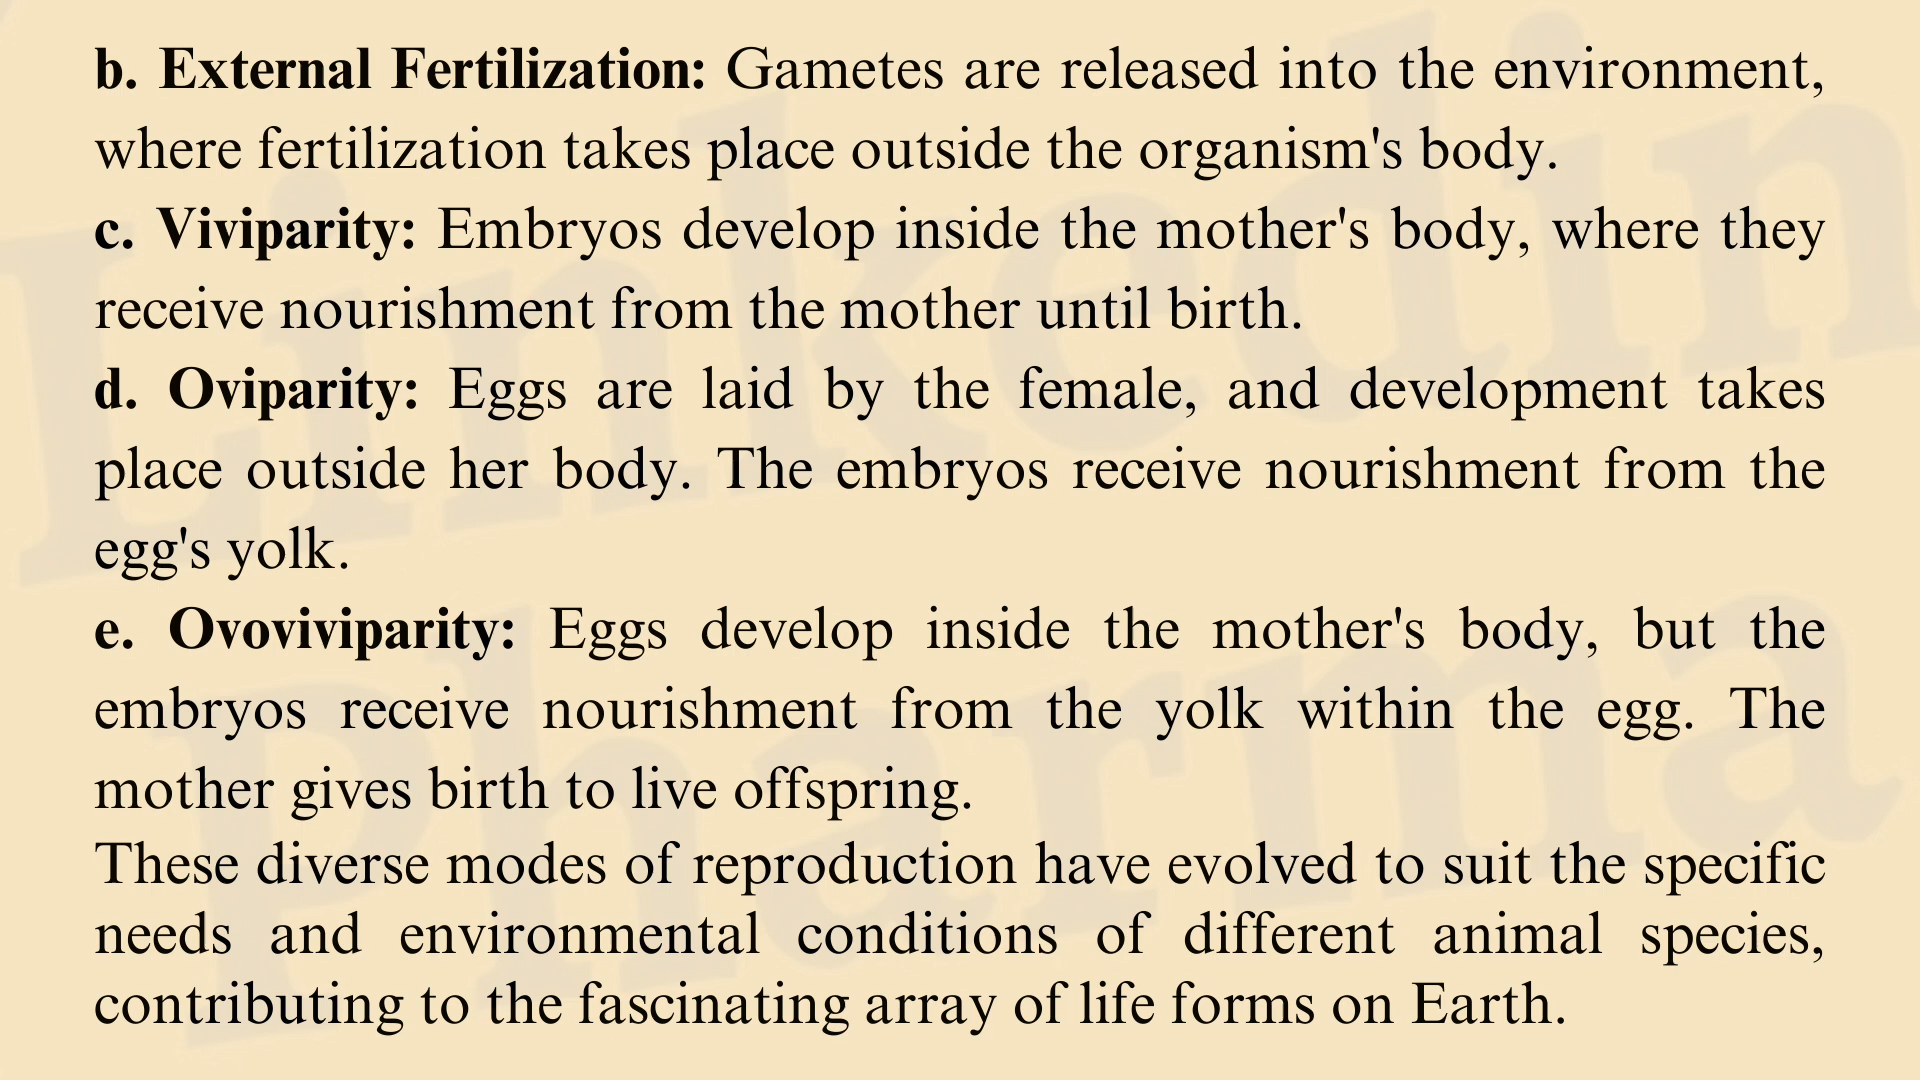 b. External Fertilization: Gametes are released into the environment,
where fertilization takes place outside the organism's body.
c. Viviparity: Embryos develop inside the mother's body, where they
receive nourishment from the mother until birth.
d. Oviparity: Eggs are laid by the female, and development takes
place outside her body. The embryos receive nourishment from the
egg's yolk.
e. Ovoviviparity: Eggs develop inside the mother's body, but the
embryos receive nourishment from the yolk within the egg. The
mother gives birth to live offspring.
These diverse modes of reproduction have evolved to suit the specific
needs and environmental conditions of different animal species,
contributing to the fascinating array of life forms on Earth.
Linkedin
Pharma